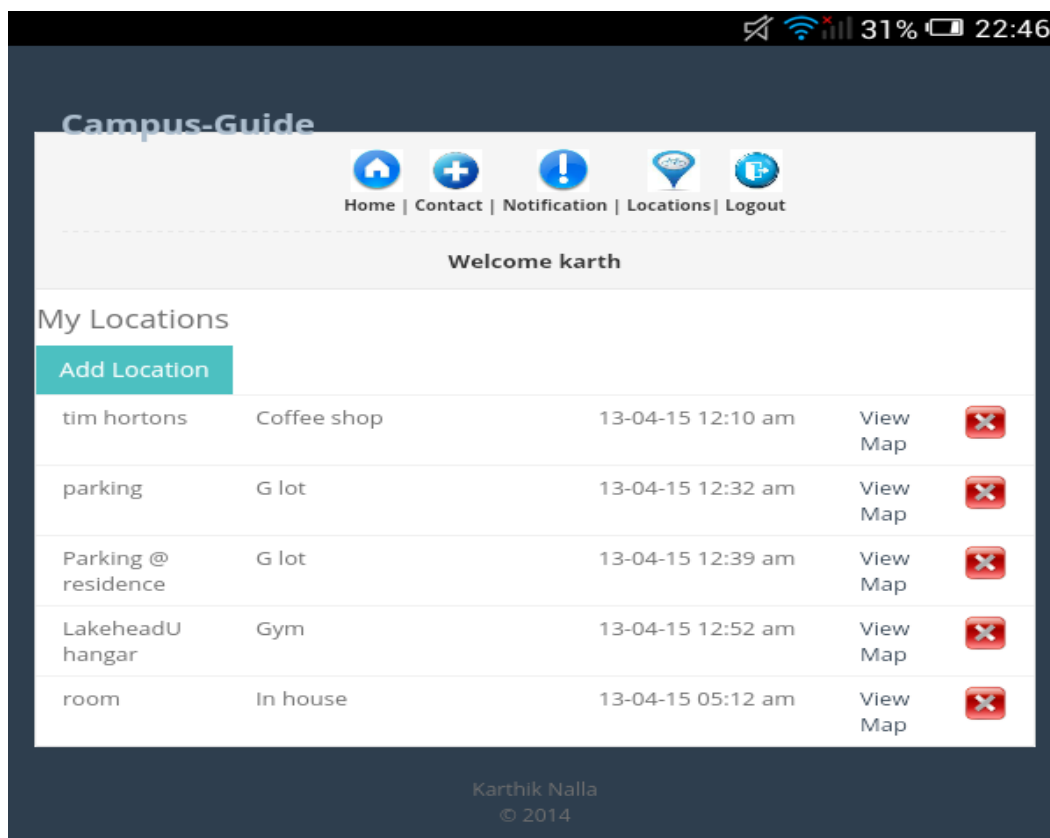 31% 22:46
Campus-Guide
Home | Contact | Notification | Locations| Logout
Welcome karth
My Locations
Add Location
tim hortons Coffee shop 13-04-15 12:10 am View
Map
parking G lot 13-04-15 12:32 am View
Map
Parking @ G lot 13-04-15 12:39 am View
residence Map
LakeheadU Gym 13-04-15 12:52 am View
hangar Map
room In house 13-04-15 05:12 am View
Map
Karthik Nalla
© 2014